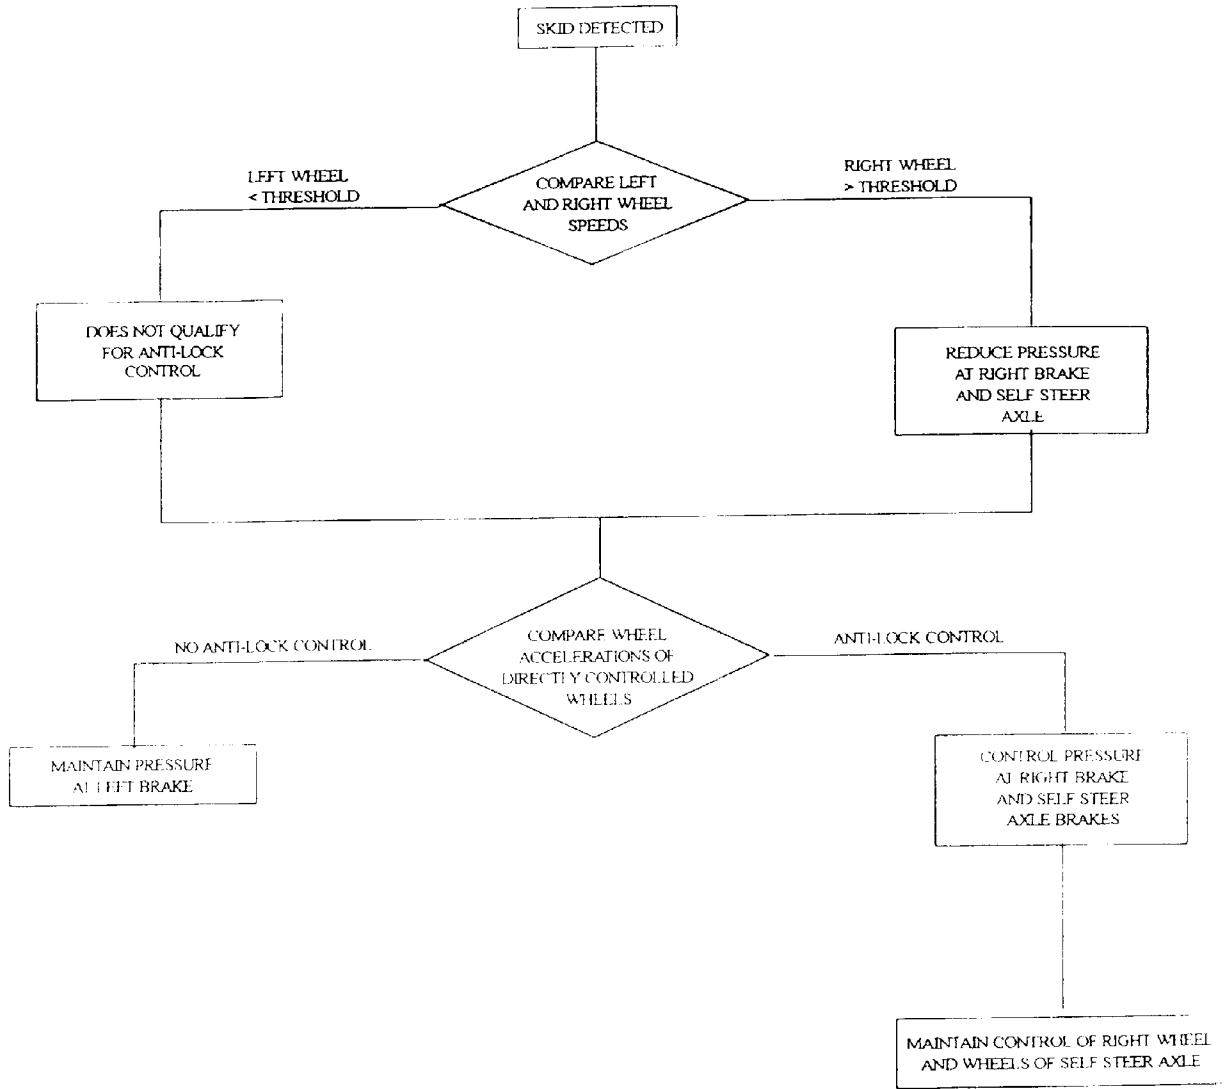 SKID DETECTED
LEFT WHEEL
< THRESHOLD
COMPARE LEFT
AND RIGHT WHEEL
SPEEDS
RIGHT WHEEL
> THRESHOLD
DOES NOT QUALIFY
FOR ANTI-LOCK
CONTROL
REDUCE PRESSURE
AT RIGHT BRAKE
AND SELF STEER
AXLE
NO ANTI-LOCK CONTROL
COMPARE WHEEL
ACCELERATIONS OF
DIRECTLY CONTROLLED
WHEELS
ANTI-LOCK CONTROL
MAINTAIN PRESSURE
AT LEFT BRAKE
CONTROL PRESSURE
AT RIGHT BRAKE
AND SELF STEER
AXLE BRAKES
MAINTAIN CONTROL OF RIGHT WHEEL
AND WHEELS OF SELF STEER AXLE